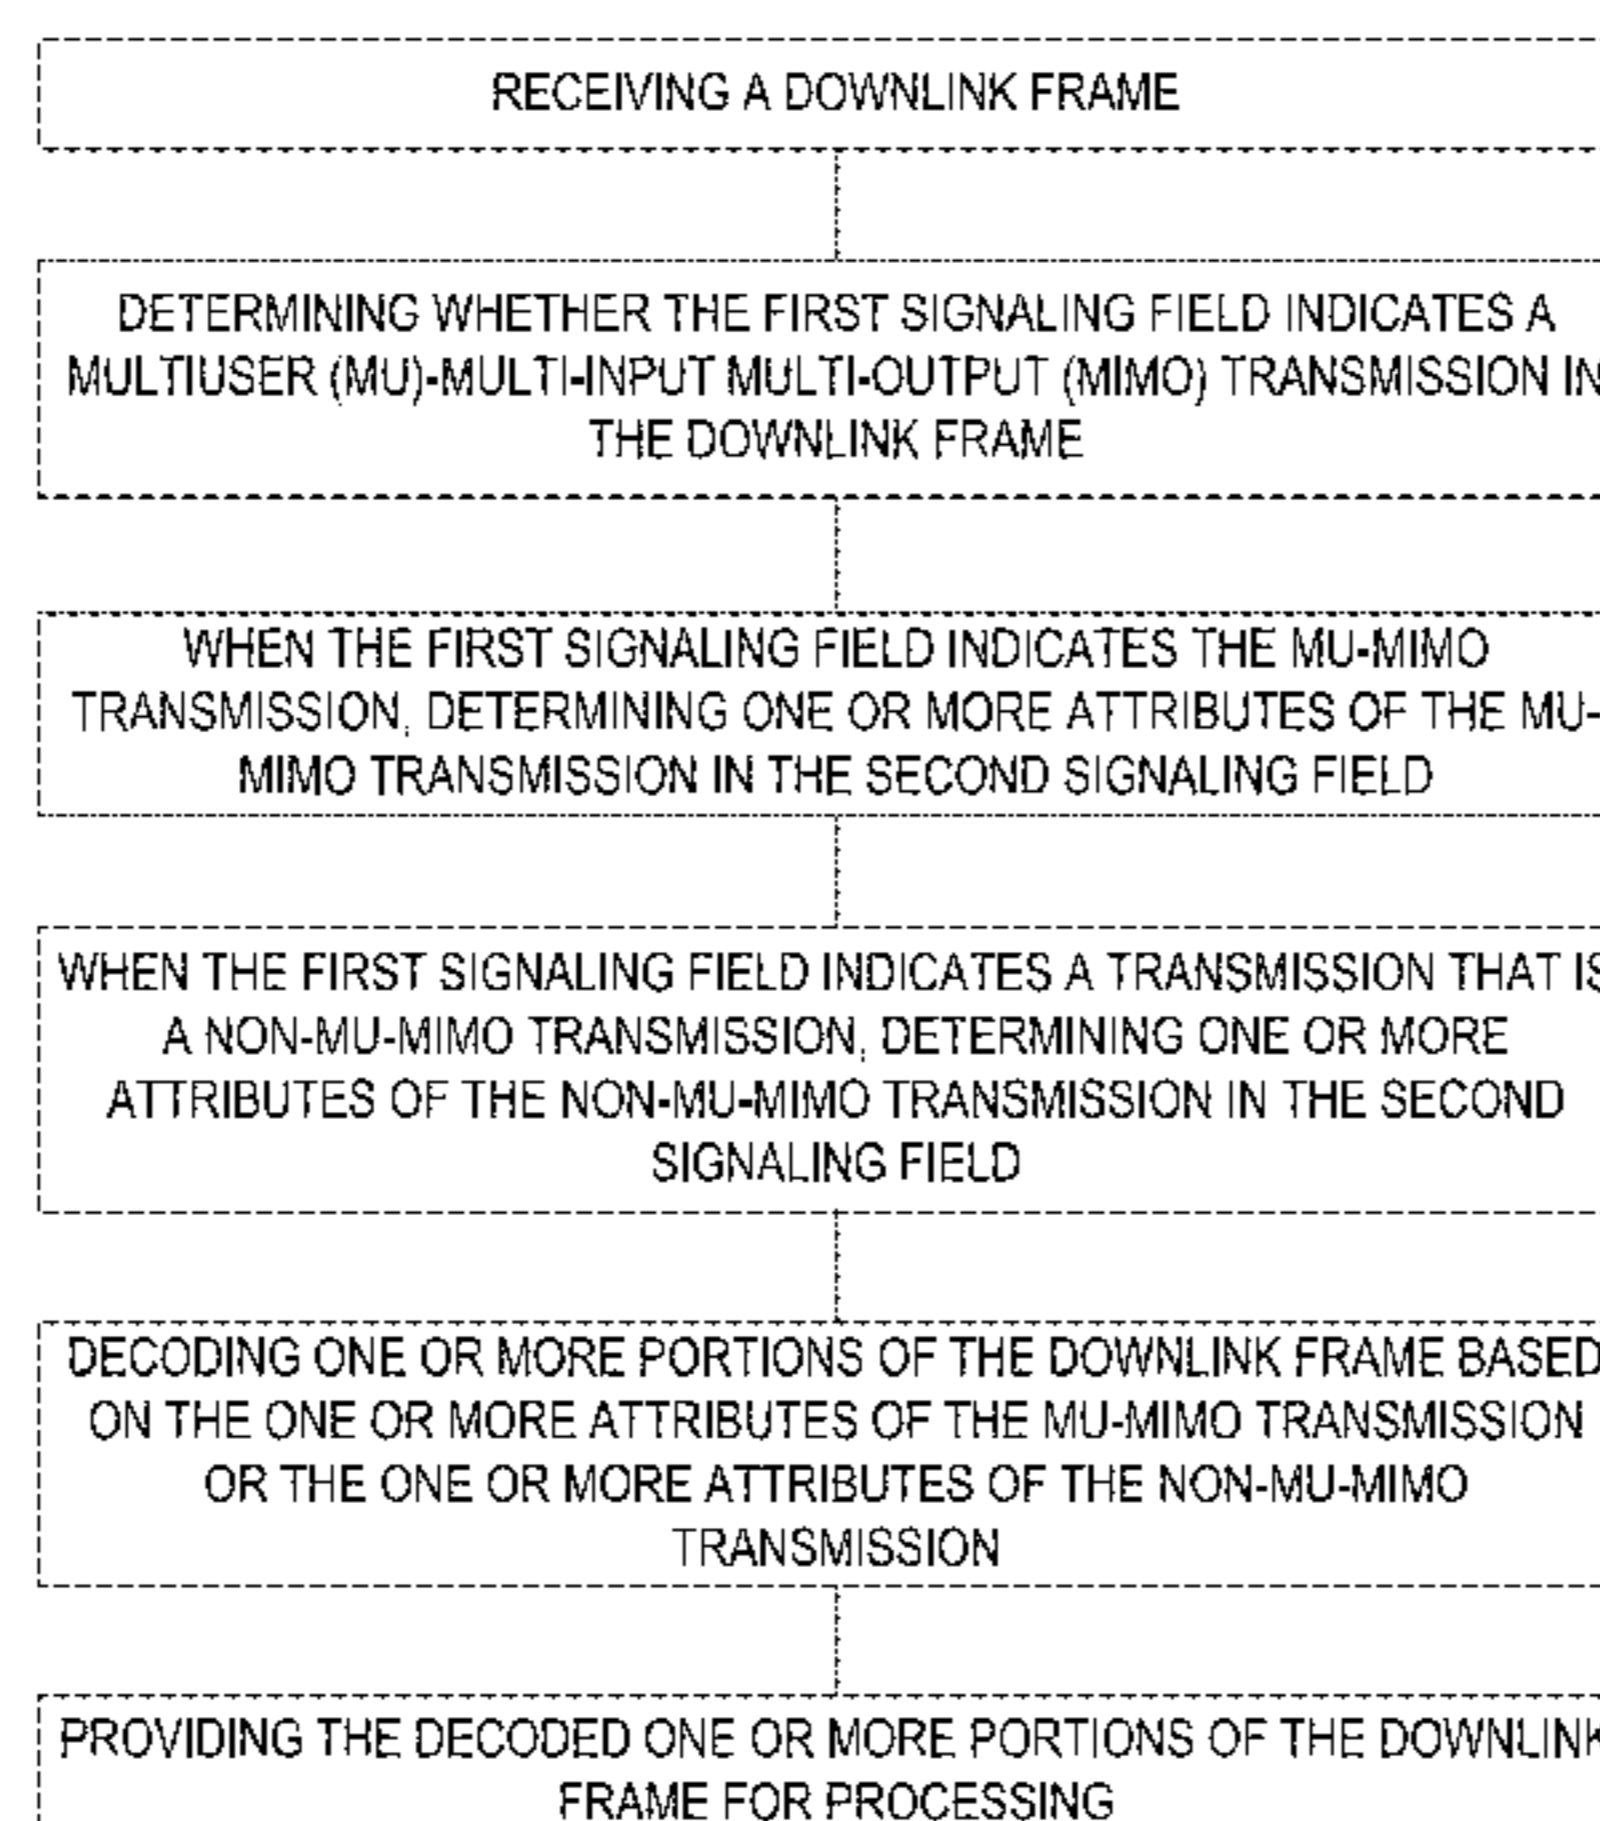 RECEIVING A DOWNLINK FRAME
DETERMINING WHETHER THE FIRST SIGNALING FIELD INDICATES A
MULTIUSER (MU)-MULTI-INPUT MULTI-OUTPUT (MIMO) TRANSMISSION IN
THE DOWNLINK FRAME
WHEN THE FIRST SIGNALING FIELD INDICATES THE MU-MIMO
TRANSMISSION, DETERMINING ONE OR MORE ATTRIBUTES OF THE MU-
MIMO TRANSMISSION IN THE SECOND SIGNALING FIELD
WHEN THE FIRST SIGNALING FIELD INDICATES A TRANSMISSION THAT IS
A NON-MU-MIMO TRANSMISSION, DETERMINING ONE OR MORE
ATTRIBUTES OF THE NON-MU-MIMO TRANSMISSION IN THE SECOND
SIGNALING FIELD
DECODING ONE OR MORE PORTIONS OF THE DOWNLINK FRAME BASED
ON THE ONE OR MORE ATTRIBUTES OF THE MU-MIMO TRANSMISSION
OR THE ONE OR MORE ATTRIBUTES OF THE NON-MU-MIMO
TRANSMISSION
PROVIDING THE DECODED ONE OR MORE PORTIONS OF THE DOWNLINK
FRAME FOR PROCESSING